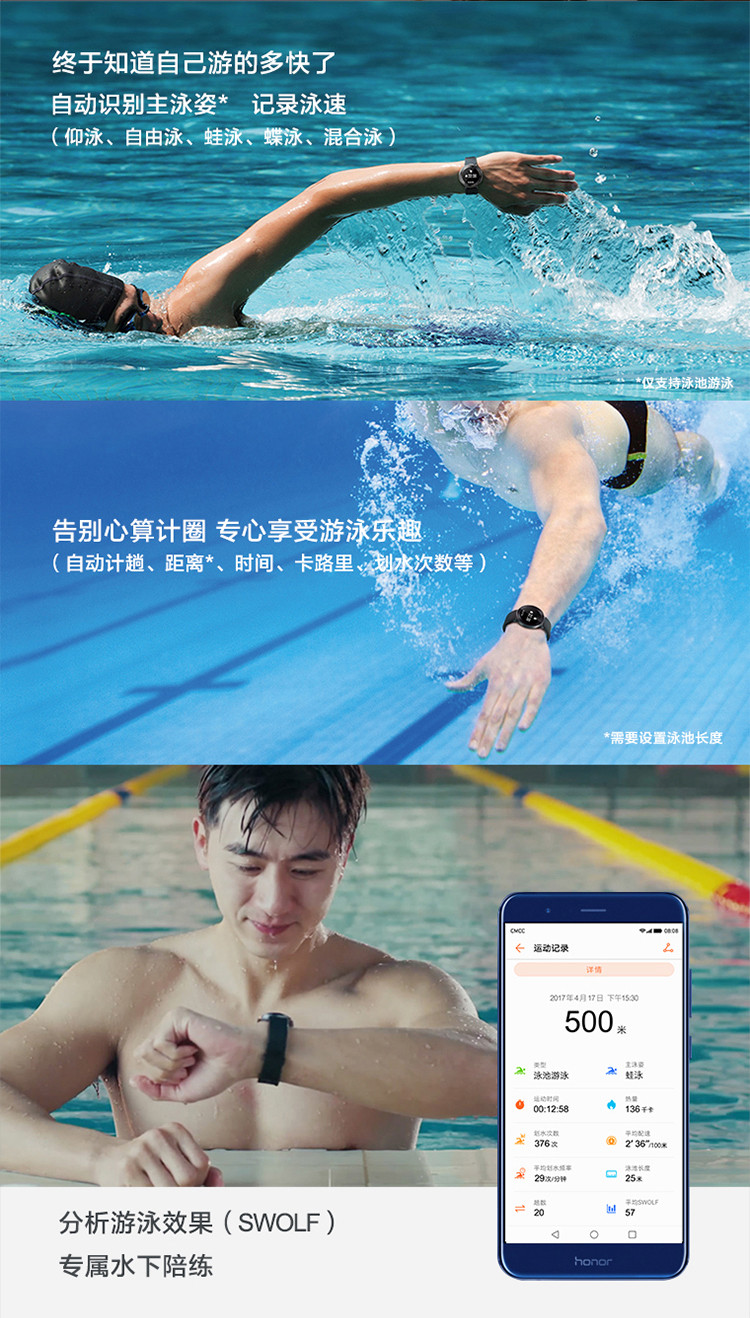 终于知道自己游的多快了
自动识别主泳姿* 记录泳速
（仰泳、自由泳、蛙泳、蝶泳、混合泳）
*仅支持泳池游泳
告别心算计圈 专心享受游泳乐趣
（自动计趟、距离*、时间、卡路里、划水次数等）
*需要设置泳池长度
CMCC 08:08
运动记录
详情
2017年4月17日 下午15:30
500 米
类型 主泳姿
泳池游泳 蛙泳
运动时间 热量
00:12:58 136 千卡
划水次数 平均配速
376 次 2' 36"/100米
平均划水频率 泳池长度
29次/分钟 25米
趟数 平均SWOLF
20 57
honor
分析游泳效果（SWOLF）
专属水下陪练